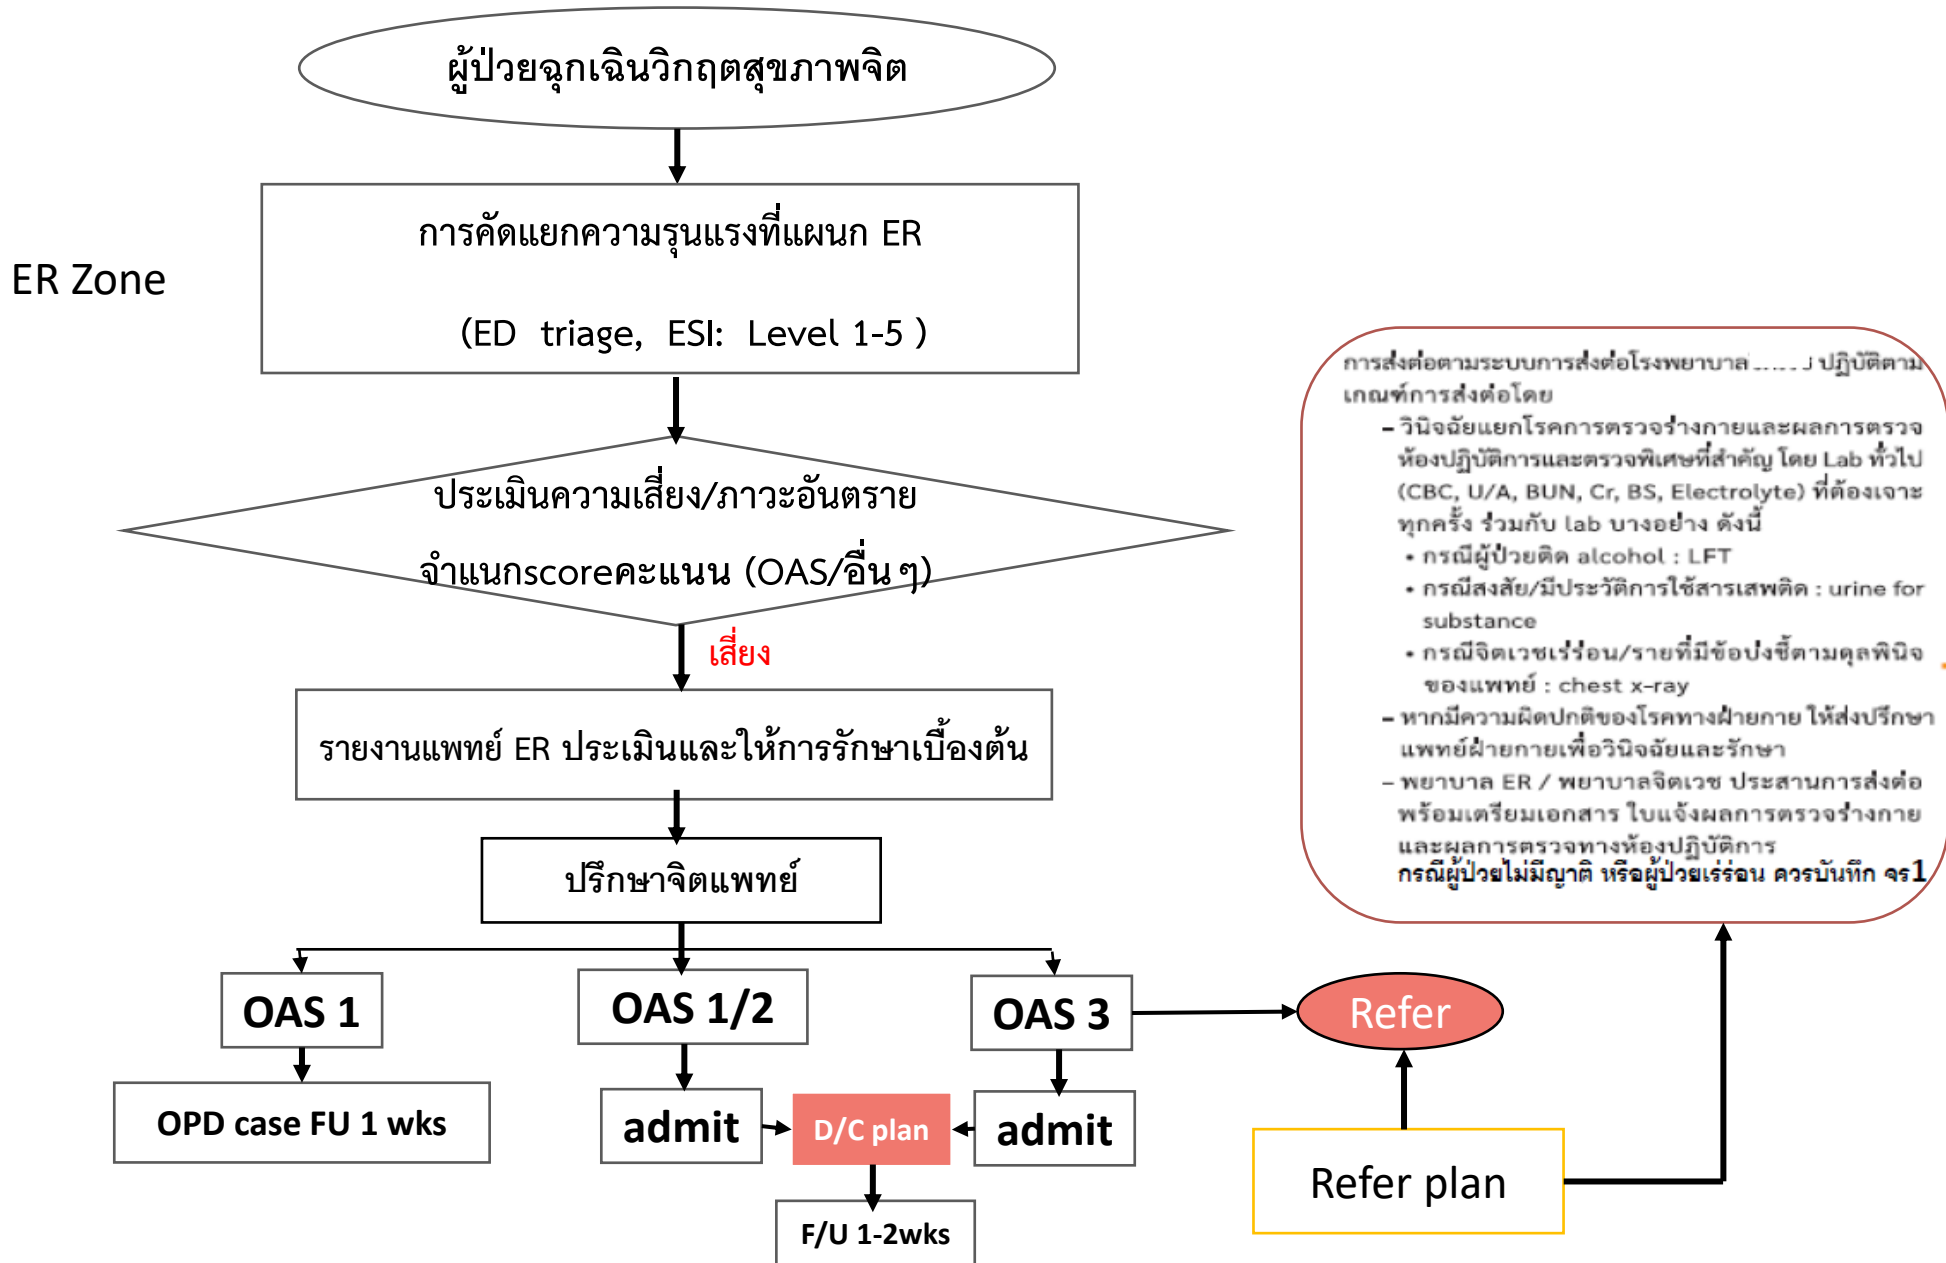 ผู้ป่วยฉุกเฉินวิกฤตสุขภาพจิต
ER Zone
การคัดแยกความรุนแรงที่แผนก ER
(ED triage, ESI: Level 1-5 )
ประเมินความเสี่ยง/ภาวะอันตราย
จำแนกscoreคะแนน (OAS/อื่น ๆ)
เสี่ยง
รายงานแพทย์ ER ประเมินและให้การรักษาเบื้องต้น
ปรึกษาจิตแพทย์
OAS 1
OAS 1/2
OAS 3
Refer
OPD case FU 1 wks
admit
D/C plan
admit
F/U 1-2wks
Refer plan
การส่งต่อตามระบบการส่งต่อโรงพยาบาล ปฏิบัติตาม
เกณฑ์การส่งต่อโดย
– วินิจฉัยแยกโรคการตรวจร่างกายและผลการตรวจ
ห้องปฏิบัติการและตรวจพิเศษที่สำคัญ โดย Lab ทั่วไป
(CBC, U/A, BUN, Cr, BS, Electrolyte) ที่ต้องเจาะ
ทุกครั้ง ร่วมกับ lab บางอย่าง ดังนี้
• กรณีผู้ป่วยติด alcohol : LFT
• กรณีสงสัย/มีประวัติการใช้สารเสพติด : urine for
substance
• กรณีจิตเวชเร่ร่อน/รายที่มีข้อบ่งชี้ตามดุลพินิจ
ของแพทย์ : chest x-ray
– หากมีความผิดปกติของโรคทางฝ่ายกาย ให้ส่งปรึกษา
แพทย์ฝ่ายกายเพื่อวินิจฉัยและรักษา
– พยาบาล ER / พยาบาลจิตเวช ประสานการส่งต่อ
พร้อมเตรียมเอกสาร ใบแจ้งผลการตรวจร่างกาย
และผลการตรวจทางห้องปฏิบัติการ
กรณีผู้ป่วยไม่มีญาติ หรือผู้ป่วยเร่ร่อน ควรบันทึก จร1